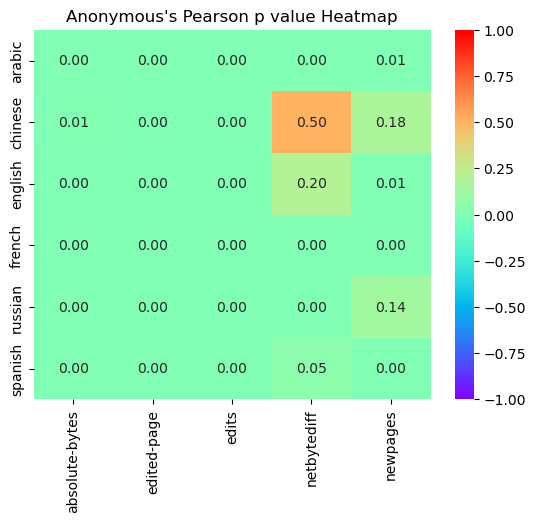 Anonymous's Pearson p value Heatmap
arabic 0.00 0.00 0.00 0.00 0.01
chinese 0.01 0.00 0.00 0.50 0.18
english 0.00 0.00 0.00 0.20 0.01
french 0.00 0.00 0.00 0.00 0.00
russian 0.00 0.00 0.00 0.00 0.14
spanish 0.00 0.00 0.00 0.05 0.00
absolute-bytes
edited-page
edits
netbytediff
newpages
1.00
0.75
0.50
0.25
0.00
−0.25
−0.50
−0.75
−1.00